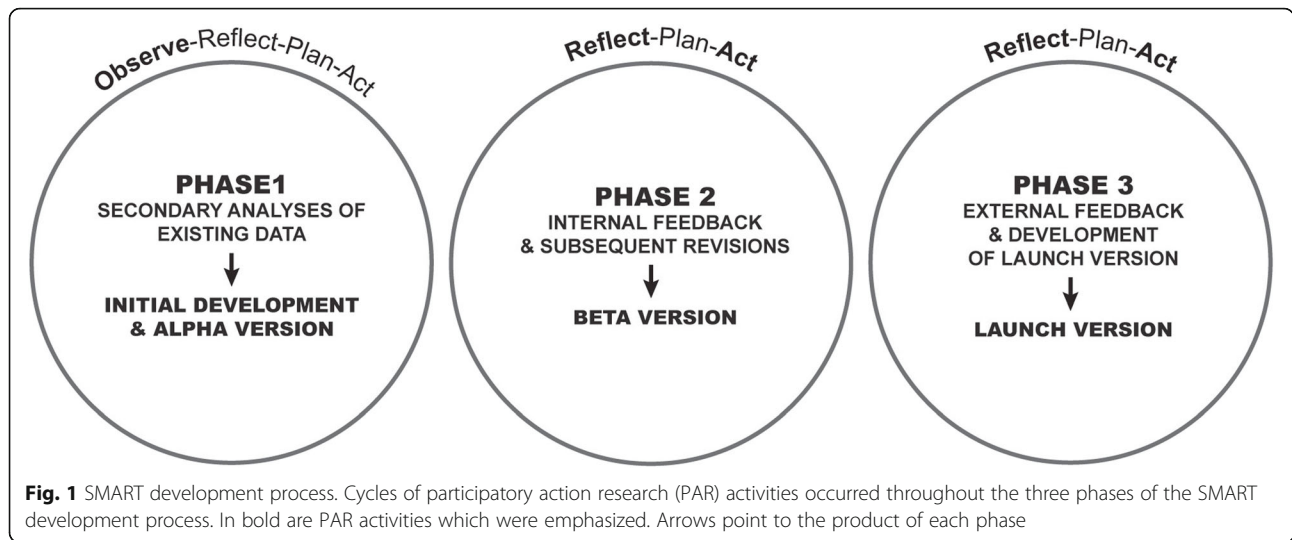 Observe-Reflect-Plan-Act
PHASE1
SECONDARY ANALYSES OF
EXISTING DATA
INITIAL DEVELOPMENT
& ALPHA VERSION
Reflect-Plan-Act
PHASE 2
INTERNAL FEEDBACK
& SUBSEQUENT REVISIONS
BETA VERSION
Reflect-Plan-Act
PHASE 3
EXTERNAL FEEDBACK
& DEVELOPMENT
OF LAUNCH VERSION
LAUNCH VERSION
Fig. 1 SMART development process. Cycles of participatory action research (PAR) activities occurred throughout the three phases of the SMART
development process. In bold are PAR activities which were emphasized. Arrows point to the product of each phase